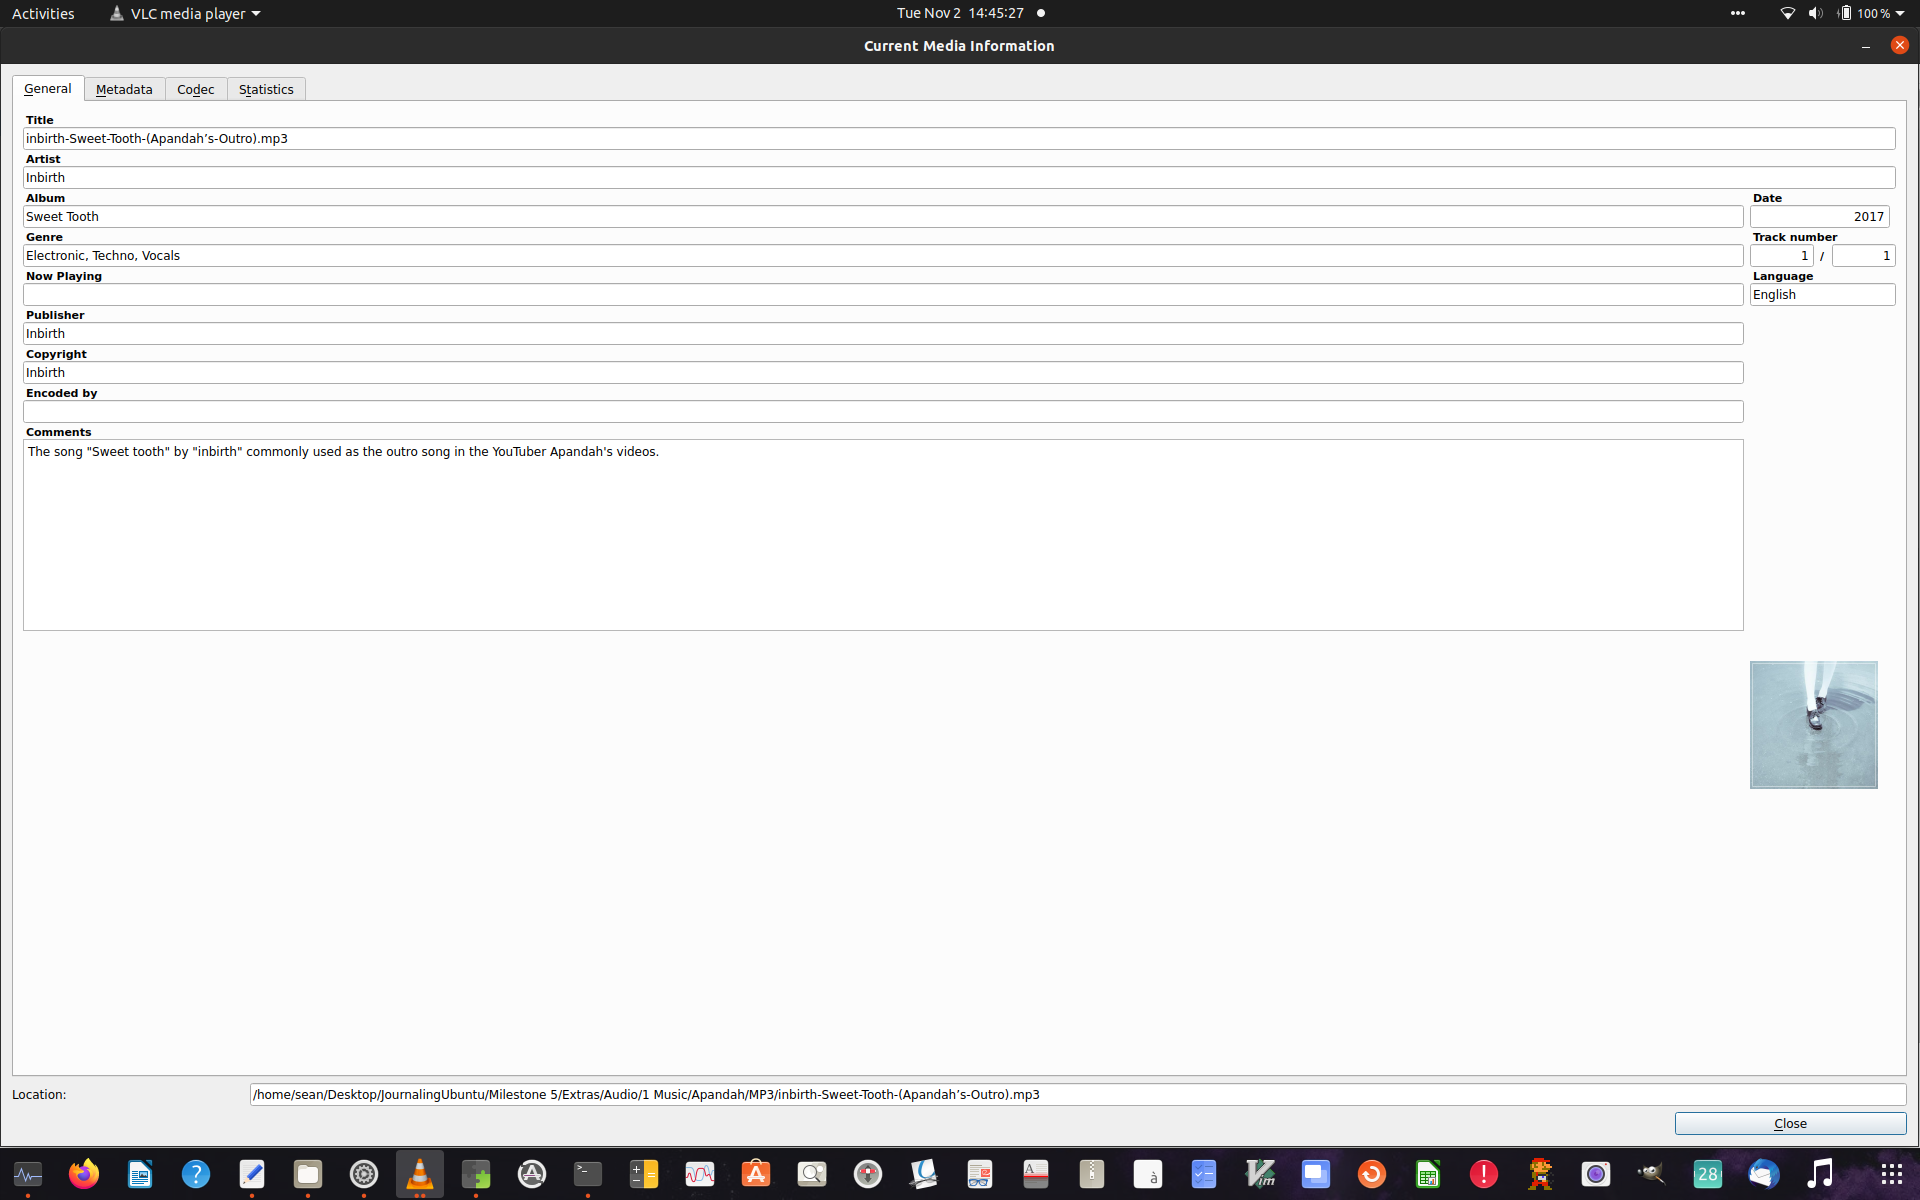 Activities
VLC media player
Tue Nov 2 14:45:27
100 %
Current Media Information
General
Metadata
Codec
Statistics
Title
inbirth-Sweet-Tooth-(Apandah’s-Outro).mp3
Artist
Inbirth
Album
Date
Sweet Tooth
2017
Genre
Track number
Electronic, Techno, Vocals
1 / 1
Now Playing
Language
English
Publisher
Inbirth
Copyright
Inbirth
Encoded by
Comments
The song "Sweet tooth" by "inbirth" commonly used as the outro song in the YouTuber Apandah's videos.
Location:
/home/sean/Desktop/JournalingUbuntu/Milestone 5/Extras/Audio/1 Music/Apandah/MP3/inbirth-Sweet-Tooth-(Apandah’s-Outro).mp3
Close
28